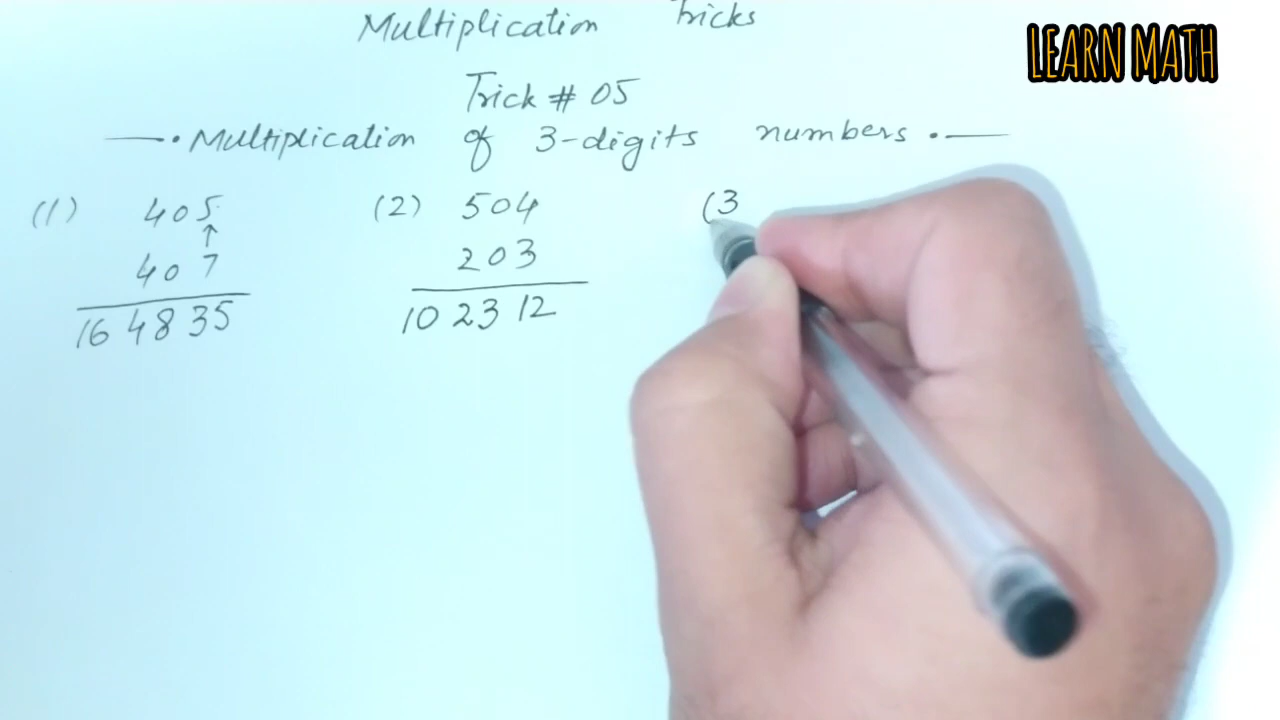 Multiplication Tricks
LEARN MATH
Trick # 05
Multiplication of 3-digits numbers
(1) 405 (2) 504 (3
↑
407 203
16 48 35 10 23 12